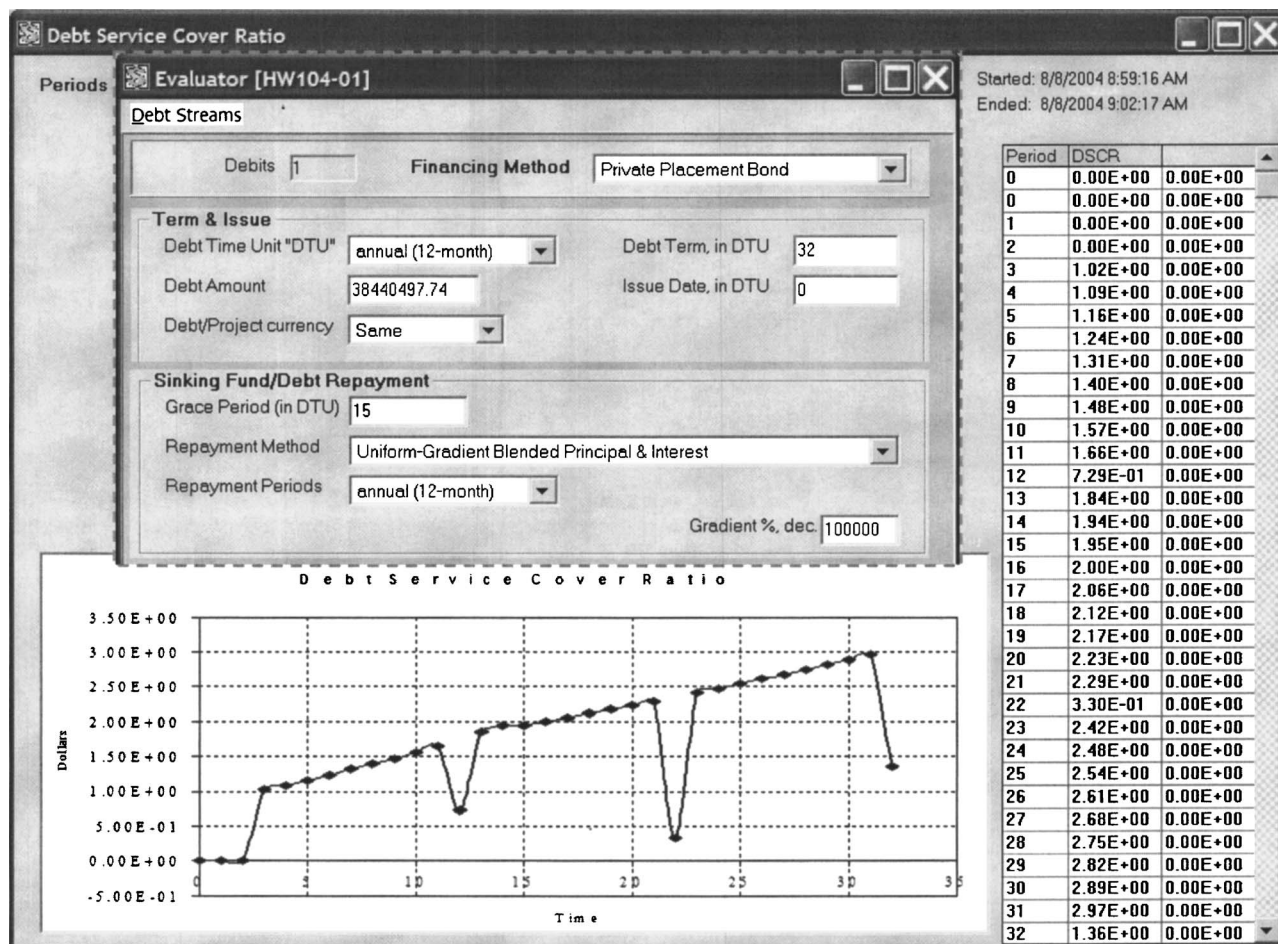 Debt Service Cover Ratio
Periods
Evaluator [HW104-01]
Started: 8/8/2004 8:59:16 AM
Ended: 8/8/2004 9:02:17 AM
Debt Streams
Debits 1 Financing Method Private Placement Bond
Term & Issue
Debt Time Unit "DTU" annual (12-month) Debt Term, in DTU 32
Debt Amount 38440497.74 Issue Date, in DTU 0
Debt/Project currency Same
Sinking Fund/Debt Repayment
Grace Period (in DTU) 15
Repayment Method Uniform-Gradient Blended Principal & Interest
Repayment Periods annual (12-month)
Gradient %, dec. 100000
Debt Service Cover Ratio
3.50E+00
3.00E+00
2.50E+00
2.00E+00
1.50E+00
1.00E+00
5.00E-01
0.00E+00
-5.00E-01
Dollars
0 5 10 15 20 25 30 35
Time
Period DSCR
0 0.00E+00 0.00E+00
0 0.00E+00 0.00E+00
1 0.00E+00 0.00E+00
2 0.00E+00 0.00E+00
3 1.02E+00 0.00E+00
4 1.09E+00 0.00E+00
5 1.16E+00 0.00E+00
6 1.24E+00 0.00E+00
7 1.31E+00 0.00E+00
8 1.40E+00 0.00E+00
9 1.48E+00 0.00E+00
10 1.57E+00 0.00E+00
11 1.66E+00 0.00E+00
12 7.29E-01 0.00E+00
13 1.84E+00 0.00E+00
14 1.94E+00 0.00E+00
15 1.95E+00 0.00E+00
16 2.00E+00 0.00E+00
17 2.06E+00 0.00E+00
18 2.12E+00 0.00E+00
19 2.17E+00 0.00E+00
20 2.23E+00 0.00E+00
21 2.29E+00 0.00E+00
22 3.30E-01 0.00E+00
23 2.42E+00 0.00E+00
24 2.48E+00 0.00E+00
25 2.54E+00 0.00E+00
26 2.61E+00 0.00E+00
27 2.68E+00 0.00E+00
28 2.75E+00 0.00E+00
29 2.82E+00 0.00E+00
30 2.89E+00 0.00E+00
31 2.97E+00 0.00E+00
32 1.36E+00 0.00E+00